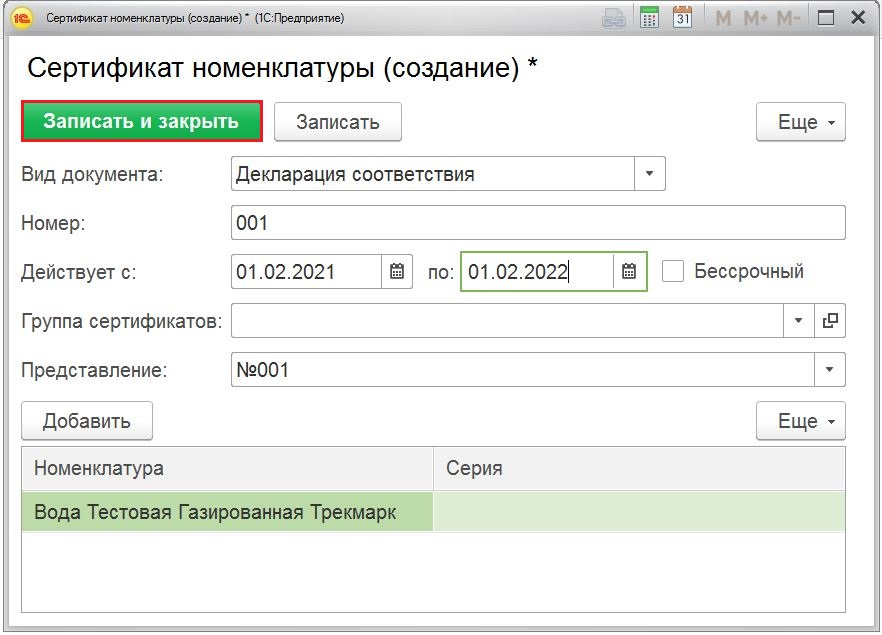 1С Сертификат номенклатуры (создание) * (1С:Предприятие) 31 M M+ M-
Сертификат номенклатуры (создание) *
Записать и закрыть Записать Еще
Вид документа: Декларация соответствия
Номер: 001
Действует с: 01.02.2021 по: 01.02.2022 Бессрочный
Группа сертификатов:
Представление: №001
Добавить Еще
Номенклатура Серия
Вода Тестовая Газированная Трекмарк